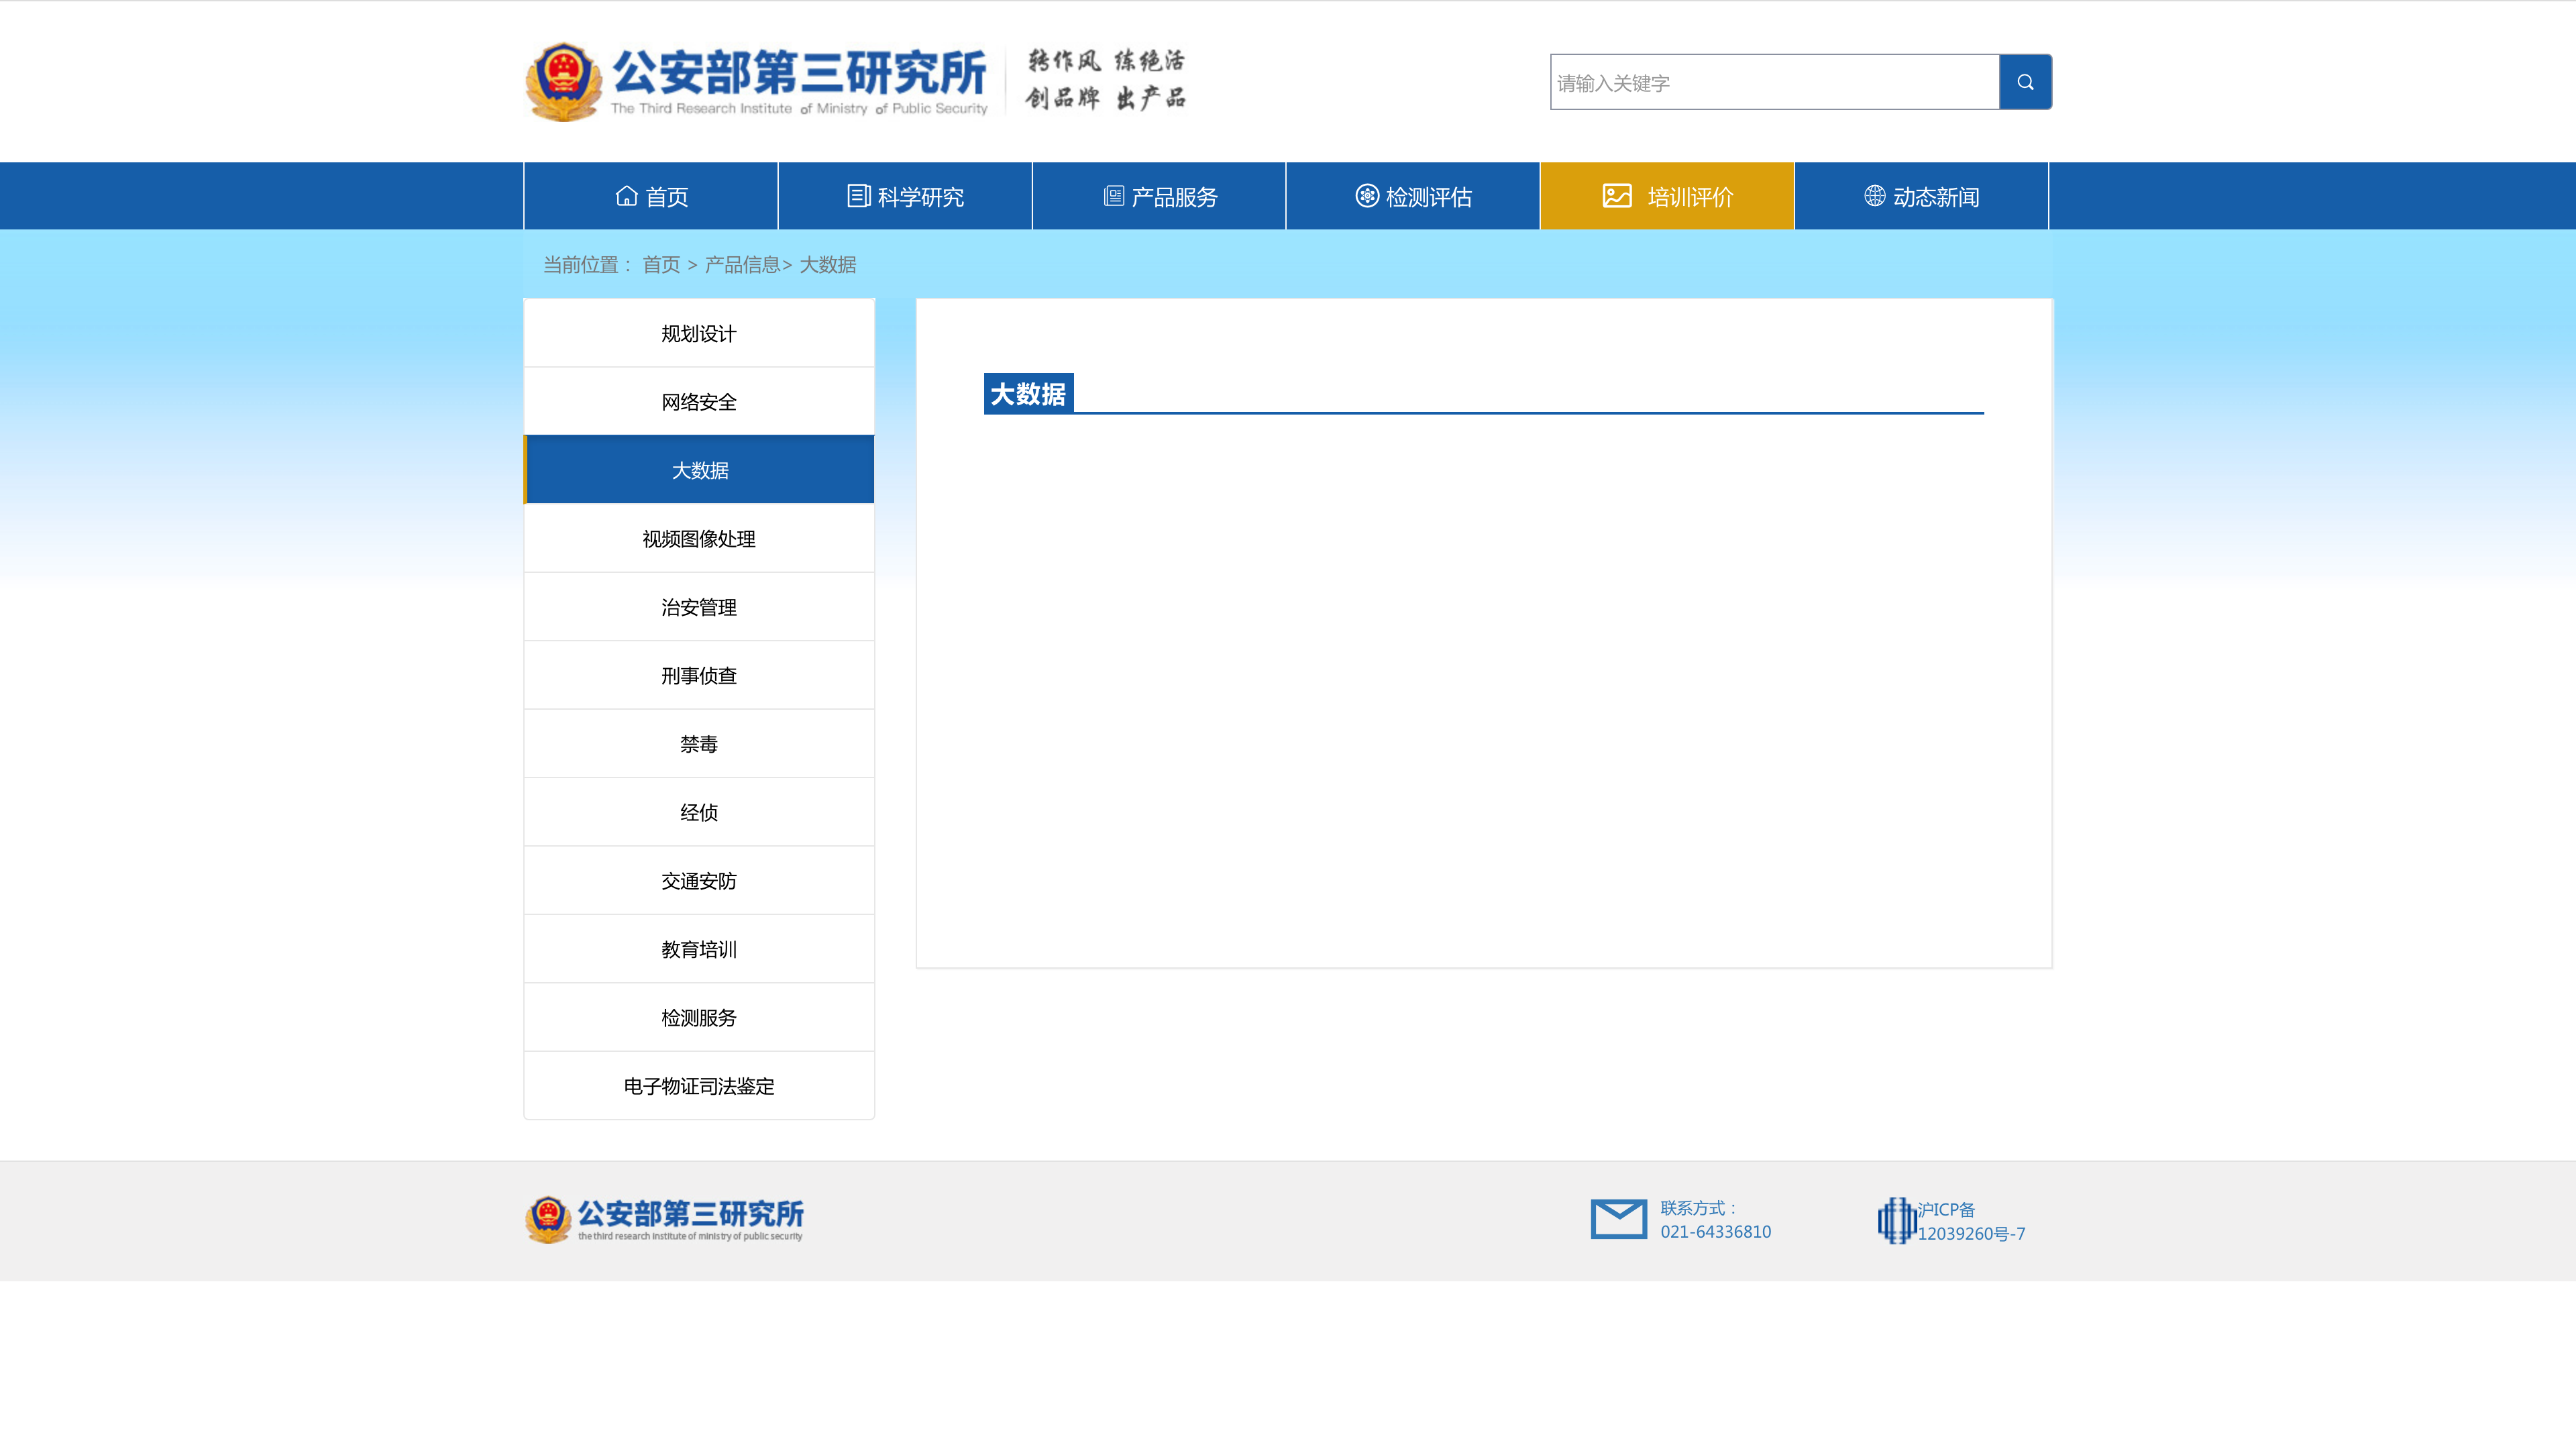 公安部第三研究所
The Third Research Institute of Ministry of Public Security
转作风 练绝活
创品牌 出产品
请输入关键字
首页
科学研究
产品服务
检测评估
培训评价
动态新闻
当前位置： 首页 > 产品信息> 大数据
规划设计
网络安全
大数据
视频图像处理
治安管理
刑事侦查
禁毒
经侦
交通安防
教育培训
检测服务
电子物证司法鉴定
大数据
公安部第三研究所
the third research institute of ministry of public security
联系方式：
021-64336810
沪ICP备
12039260号-7